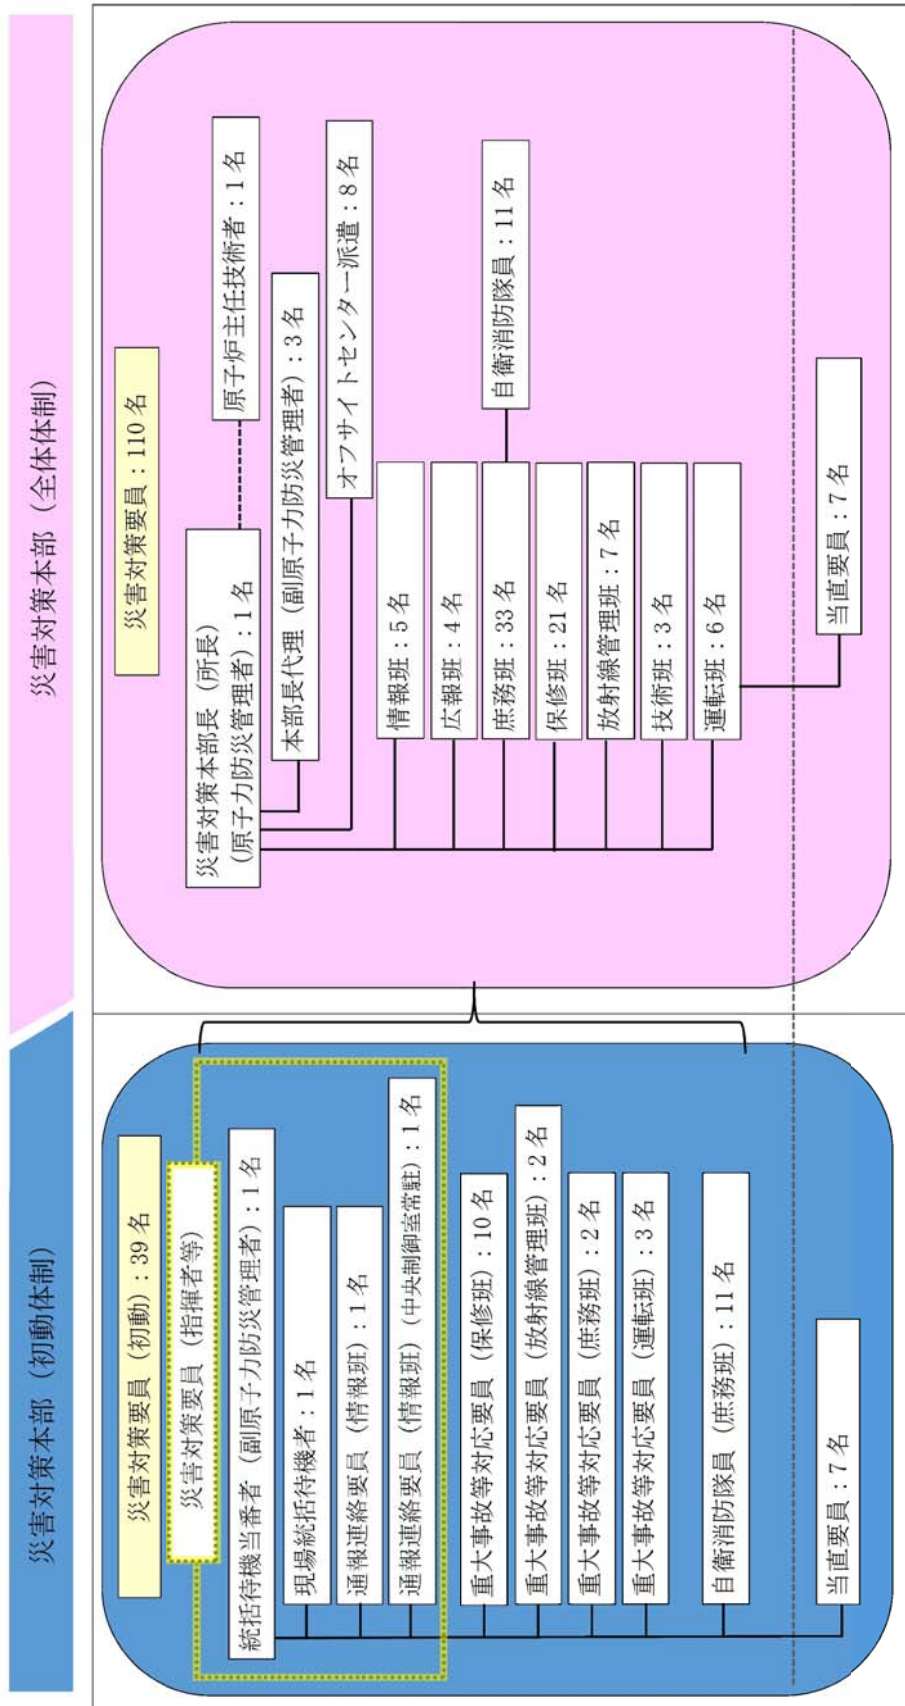 災害対策本部（初動体制）
災害対策要員（初動）：39名
災害対策要員（指揮者等）
統括待機当番者（副原子力防災管理者）：1名
現場統括待機者：1名
通報連絡要員（情報班）：1名
通報連絡要員（情報班）（中央制御室常駐）：1名
重大事故等対応要員（保修班）：10名
重大事故等対応要員（放射線管理班）：2名
重大事故等対応要員（庶務班）：2名
重大事故等対応要員（運転班）：3名
自衛消防隊員（庶務班）：11名
当直要員：7名
災害対策本部（全体体制）
災害対策要員：110名
災害対策本部長（所長）
（原子力防災管理者）：1名
原子炉主任技術者：1名
本部長代理（副原子力防災管理者）：3名
オフサイトセンター派遣：8名
情報班：5名
広報班：4名
庶務班：33名
自衛消防隊員：11名
保修班：21名
放射線管理班：7名
技術班：3名
運転班：6名
当直要員：7名